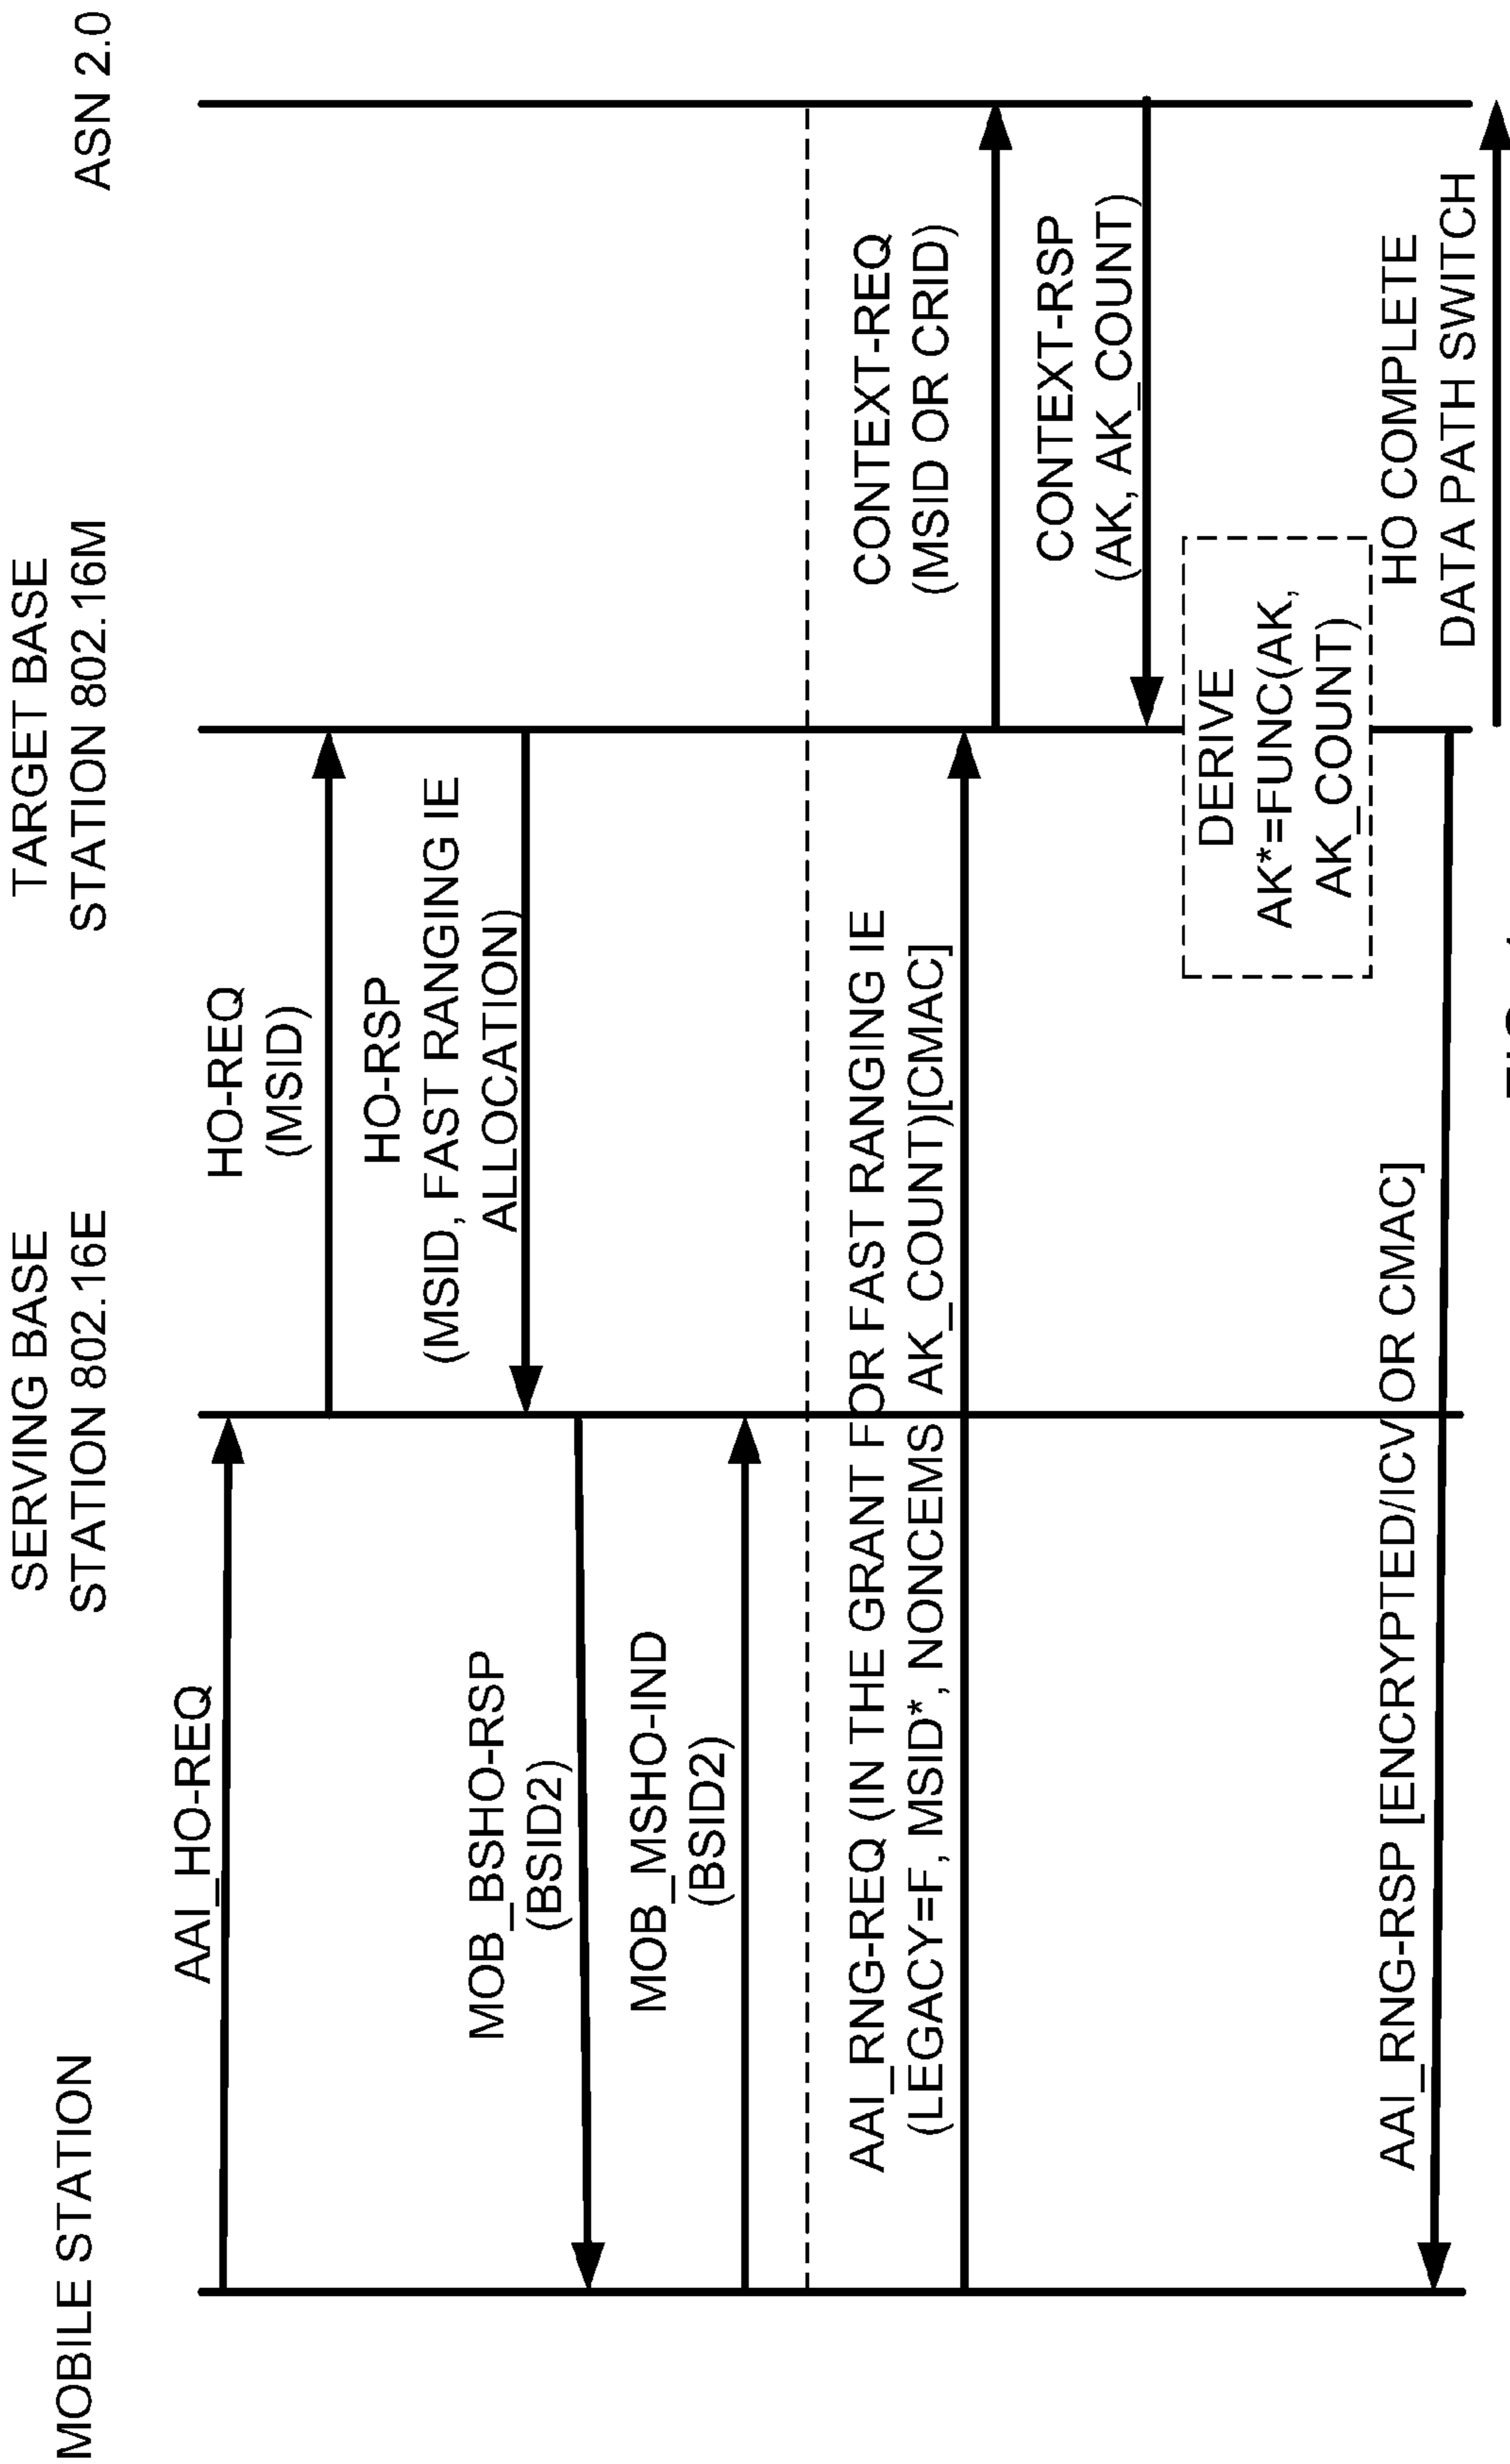 MOBILE STATION
SERVING BASE
STATION 802.16E
TARGET BASE
STATION 802.16M
ASN 2.0
AAI_HO-REQ
HO-REQ
(MSID)
HO-RSP
(MSID, FAST RANGING IE
ALLOCATION)
MOB_BSHO-RSP
(BSID2)
MOB_MSHO-IND
(BSID2)
AAI_RNG-REQ (IN THE GRANT FOR FAST RANGING IE
(LEGACY=F, MSID*, NONCEMS AK_COUNT)[CMAC]
CONTEXT-REQ
(MSID OR CRID)
CONTEXT-RSP
(AK, AK_COUNT)
DERIVE
AK*=FUNC(AK,
AK_COUNT)
AAI_RNG-RSP [ENCRYPTED/ICV OR CMAC]
HO COMPLETE
DATA PATH SWITCH